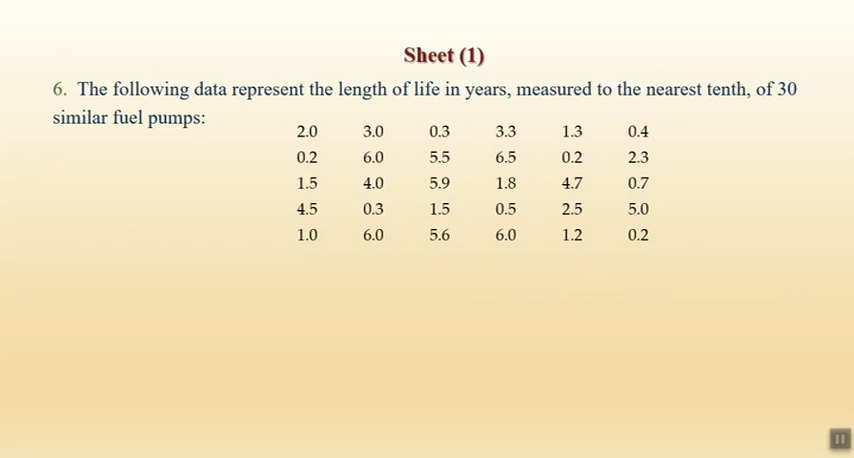 Sheet (1)
6. The following data represent the length of life in years, measured to the nearest tenth, of 30
similar fuel pumps:
2.0 3.0 0.3 3.3 1.3 0.4
0.2 6.0 5.5 6.5 0.2 2.3
1.5 4.0 5.9 1.8 4.7 0.7
4.5 0.3 1.5 0.5 2.5 5.0
1.0 6.0 5.6 6.0 1.2 0.2